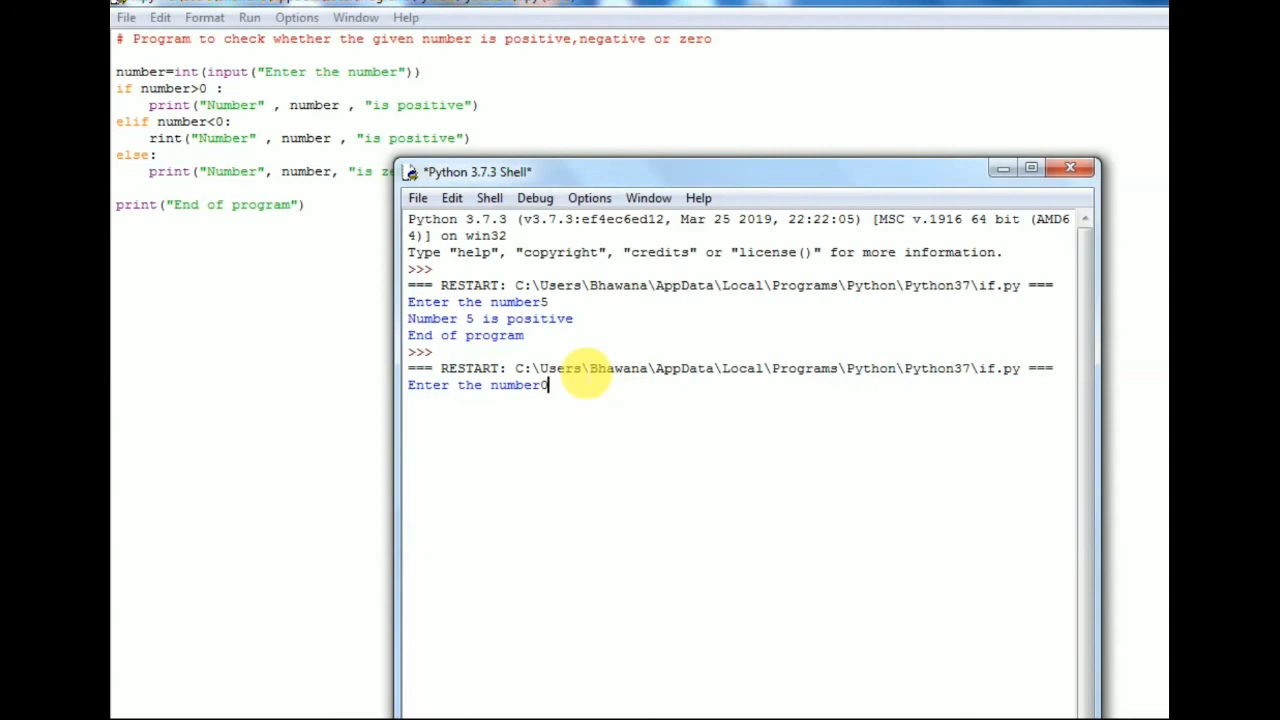 File Edit Format Run Options Window Help
# Program to check whether the given number is positive,negative or zero
number=int(input("Enter the number"))
if number>0 :
print("Number" , number , "is positive")
elif number<0:
rint("Number" , number , "is positive")
else:
print("Number", number, "is
print("End of program")
*Python 3.7.3 Shell*
File Edit Shell Debug Options Window Help
Python 3.7.3 (v3.7.3:ef4ec6ed12, Mar 25 2019, 22:22:05) [MSC v.1916 64 bit (AMD6
4)] on win32
Type "help", "copyright", "credits" or "license()" for more information.
>>>
=== RESTART: C:\Users\Bhawana\AppData\Local\Programs\Python\Python37\if.py ===
Enter the number5
Number 5 is positive
End of program
>>>
=== RESTART: C:\Users\Bhawana\AppData\Local\Programs\Python\Python37\if.py ===
Enter the number0